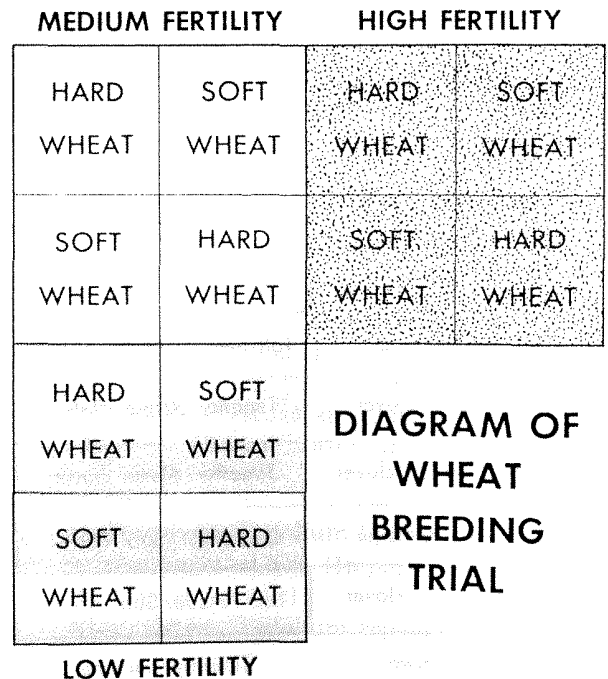 MEDIUM FERTILITY HIGH FERTILITY
HARD SOFT HARD SOFT
WHEAT WHEAT WHEAT WHEAT
SOFT HARD SOFT HARD
WHEAT WHEAT WHEAT WHEAT
HARD SOFT
WHEAT WHEAT
SOFT HARD
WHEAT WHEAT
DIAGRAM OF
WHEAT
BREEDING
TRIAL
LOW FERTILITY